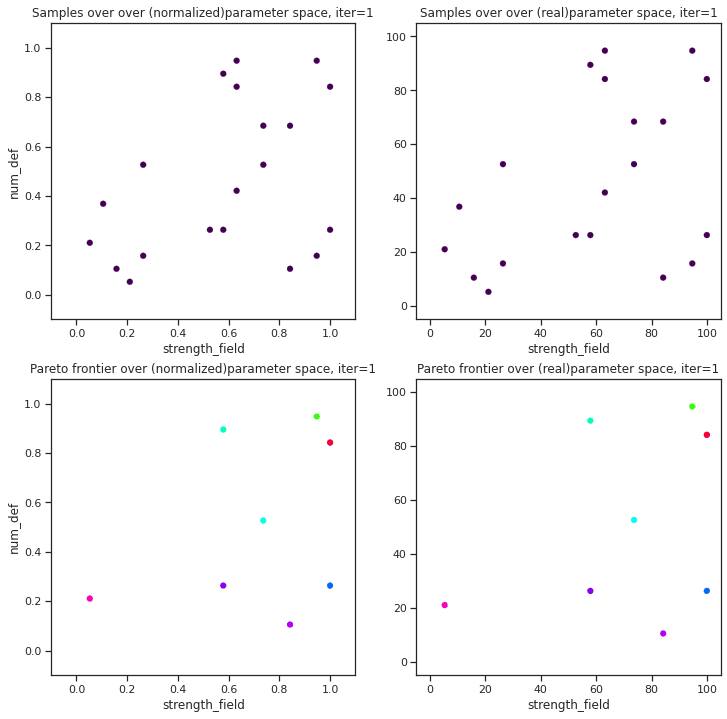 Samples over over (normalized)parameter space, iter=1
num_def
1.0
0.8
0.6
0.4
0.2
0.0
0.0 0.2 0.4 0.6 0.8 1.0
strength_field
Samples over over (real)parameter space, iter=1
100
80
60
40
20
0
0 20 40 60 80 100
strength_field
Pareto frontier over (normalized)parameter space, iter=1
num_def
1.0
0.8
0.6
0.4
0.2
0.0
0.0 0.2 0.4 0.6 0.8 1.0
strength_field
Pareto frontier over (real)parameter space, iter=1
100
80
60
40
20
0
0 20 40 60 80 100
strength_field